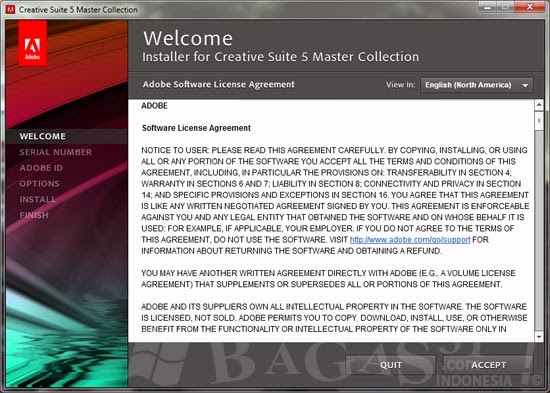 Creative Suite 5 Master Collection
Adobe
Welcome
Installer for Creative Suite 5 Master Collection
Adobe Software License Agreement
View In:
English (North America)
WELCOME
SERIAL NUMBER
ADOBE ID
OPTIONS
INSTALL
FINISH
ADOBE
Software License Agreement
NOTICE TO USER: PLEASE READ THIS AGREEMENT CAREFULLY. BY COPYING, INSTALLING, OR USING
ALL OR ANY PORTION OF THE SOFTWARE YOU ACCEPT ALL THE TERMS AND CONDITIONS OF THIS
AGREEMENT, INCLUDING, IN PARTICULAR THE PROVISIONS ON: TRANSFERABILITY IN SECTION 4;
WARRANTY IN SECTIONS 6 AND 7; LIABILITY IN SECTION 8; CONNECTIVITY AND PRIVACY IN SECTION
14; AND SPECIFIC PROVISIONS AND EXCEPTIONS IN SECTION 16. YOU AGREE THAT THIS AGREEMENT
IS LIKE ANY WRITTEN NEGOTIATED AGREEMENT SIGNED BY YOU. THIS AGREEMENT IS ENFORCEABLE
AGAINST YOU AND ANY LEGAL ENTITY THAT OBTAINED THE SOFTWARE AND ON WHOSE BEHALF IT IS
USED: FOR EXAMPLE, IF APPLICABLE, YOUR EMPLOYER. IF YOU DO NOT AGREE TO THE TERMS OF
THIS AGREEMENT, DO NOT USE THE SOFTWARE. VISIT http://www.adobe.com/go/support FOR
INFORMATION ABOUT RETURNING THE SOFTWARE AND OBTAINING A REFUND.
YOU MAY HAVE ANOTHER WRITTEN AGREEMENT DIRECTLY WITH ADOBE (E.G., A VOLUME LICENSE
AGREEMENT) THAT SUPPLEMENTS OR SUPERSEDES ALL OR PORTIONS OF THIS AGREEMENT.
ADOBE AND ITS SUPPLIERS OWN ALL INTELLECTUAL PROPERTY IN THE SOFTWARE. THE SOFTWARE
IS LICENSED, NOT SOLD. ADOBE PERMITS YOU TO COPY, DOWNLOAD, INSTALL, USE, OR OTHERWISE
BENEFIT FROM THE FUNCTIONALITY OR INTELLECTUAL PROPERTY OF THE SOFTWARE ONLY IN
QUIT
ACCEPT
.com
INDONESIA ©